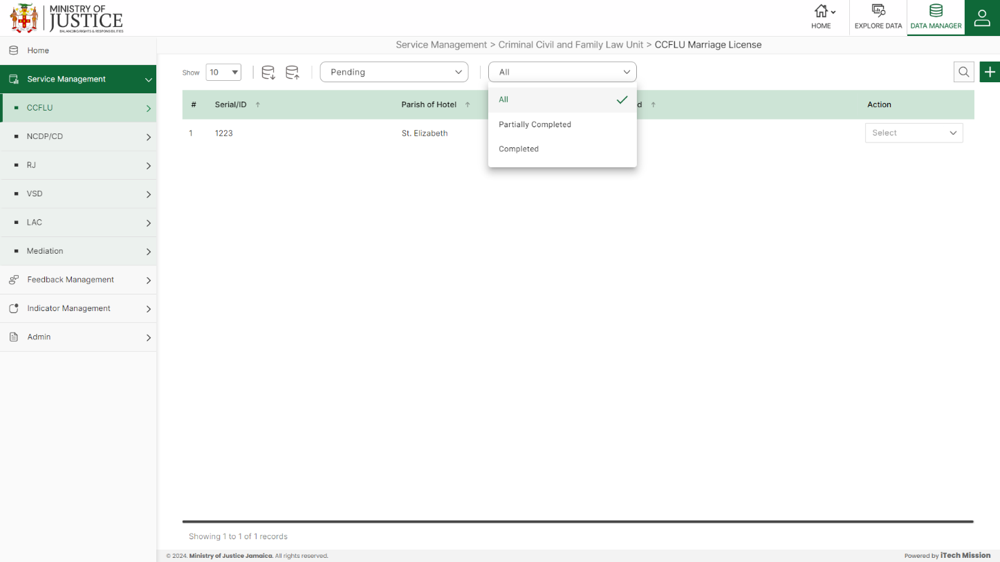 MINISTRY OF
JUSTICE
BALANCING RIGHTS & RESPONSIBILITIES
HOME
EXPLORE DATA
DATA MANAGER
Service Management > Criminal Civil and Family Law Unit > CCFLU Marriage License
Home
Service Management
CCFLU
NCDP/CD
RJ
VSD
LAC
Mediation
Feedback Management
Indicator Management
Admin
Show 10
Pending
All
# Serial/ID Parish of Hotel d Action
1 1223 St. Elizabeth Select
All
Partially Completed
Completed
Showing 1 to 1 of 1 records
© 2024. Ministry of Justice Jamaica. All rights reserved.
Powered by iTech Mission